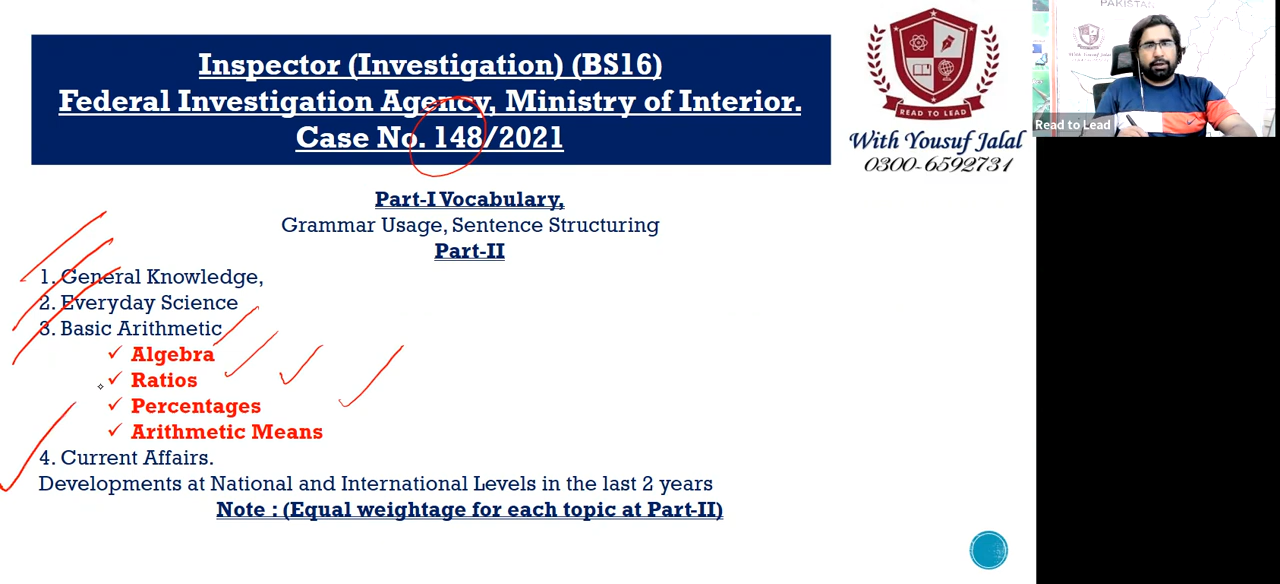 Inspector (Investigation) (BS16)
Federal Investigation Agency, Ministry of Interior.
Case No. 148/2021
READ TO LEAD
With Yousuf Jalal
0300-6592731
PAKISTAN
With Yousuf Jalal
Read to Lead
Part-I Vocabulary,
Grammar Usage, Sentence Structuring
Part-II
1. General Knowledge,
2. Everyday Science
3. Basic Arithmetic
✓ Algebra
✓ Ratios
✓ Percentages
✓ Arithmetic Means
4. Current Affairs.
Developments at National and International Levels in the last 2 years
Note : (Equal weightage for each topic at Part-II)